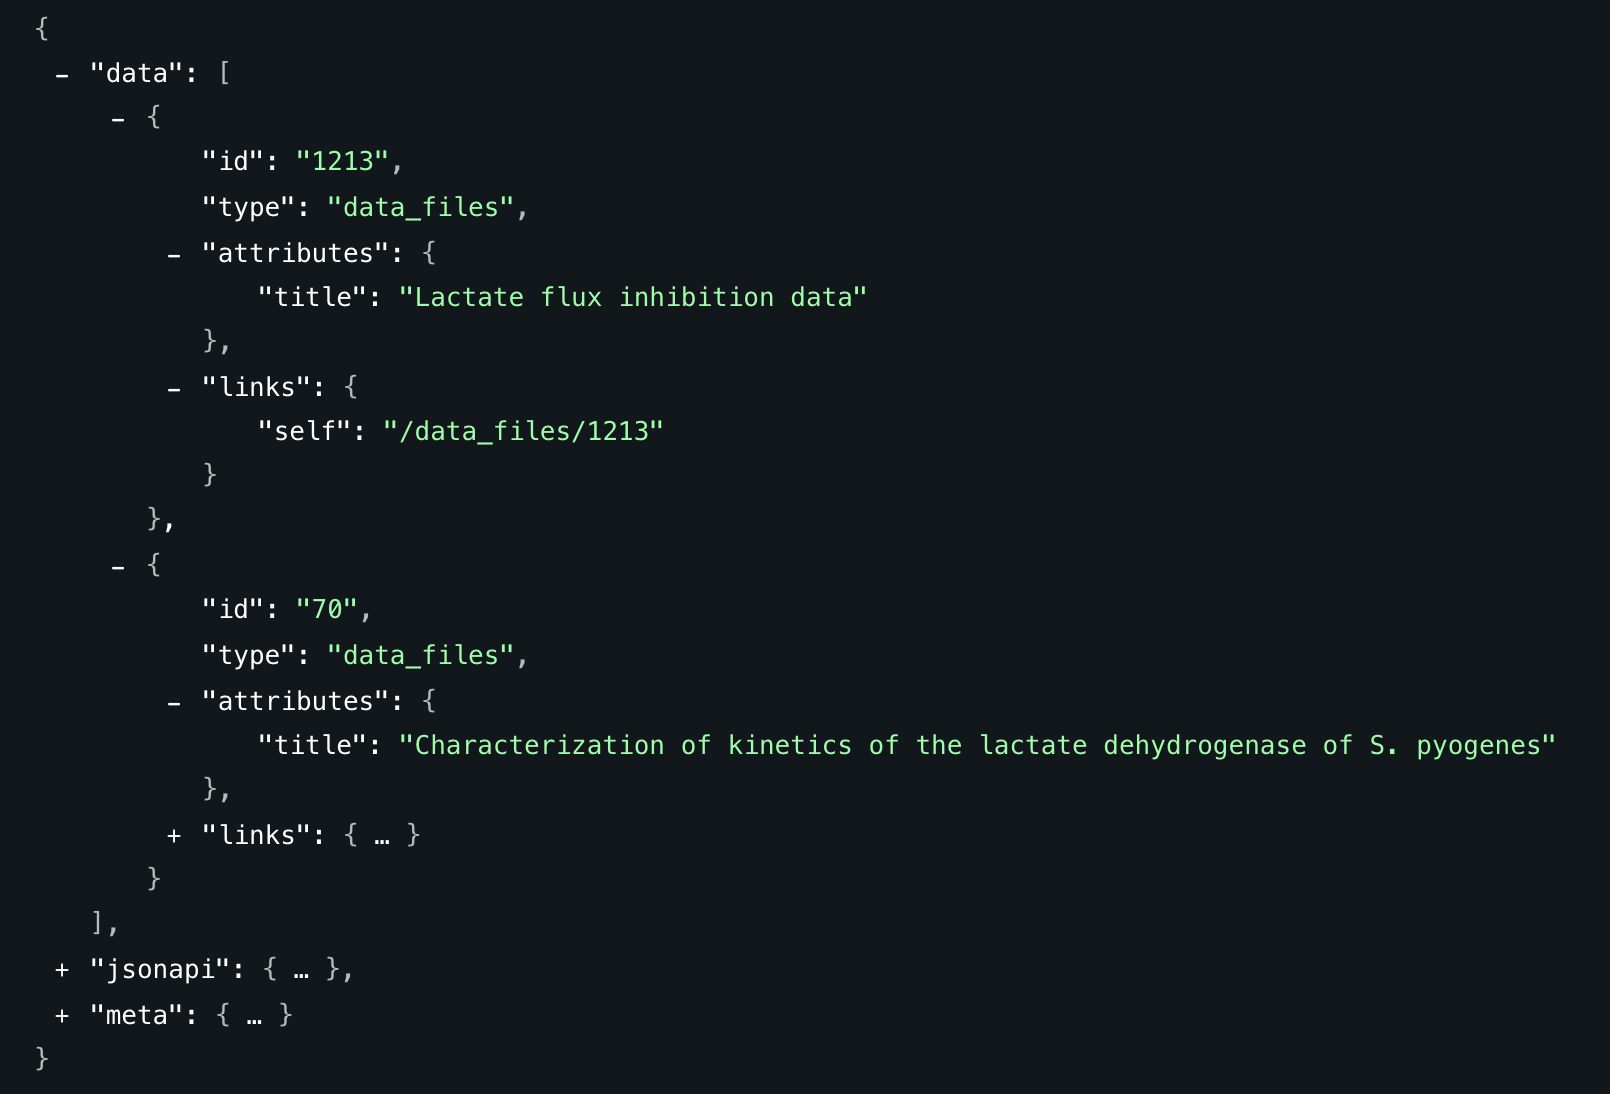 {
- "data": [
- {
"id": "1213",
"type": "data_files",
- "attributes": {
"title": "Lactate flux inhibition data"
},
- "links": {
"self": "/data_files/1213"
}
},
- {
"id": "70",
"type": "data_files",
- "attributes": {
"title": "Characterization of kinetics of the lactate dehydrogenase of S. pyogenes"
},
+ "links": { … }
}
],
+ "jsonapi": { … },
+ "meta": { … }
}